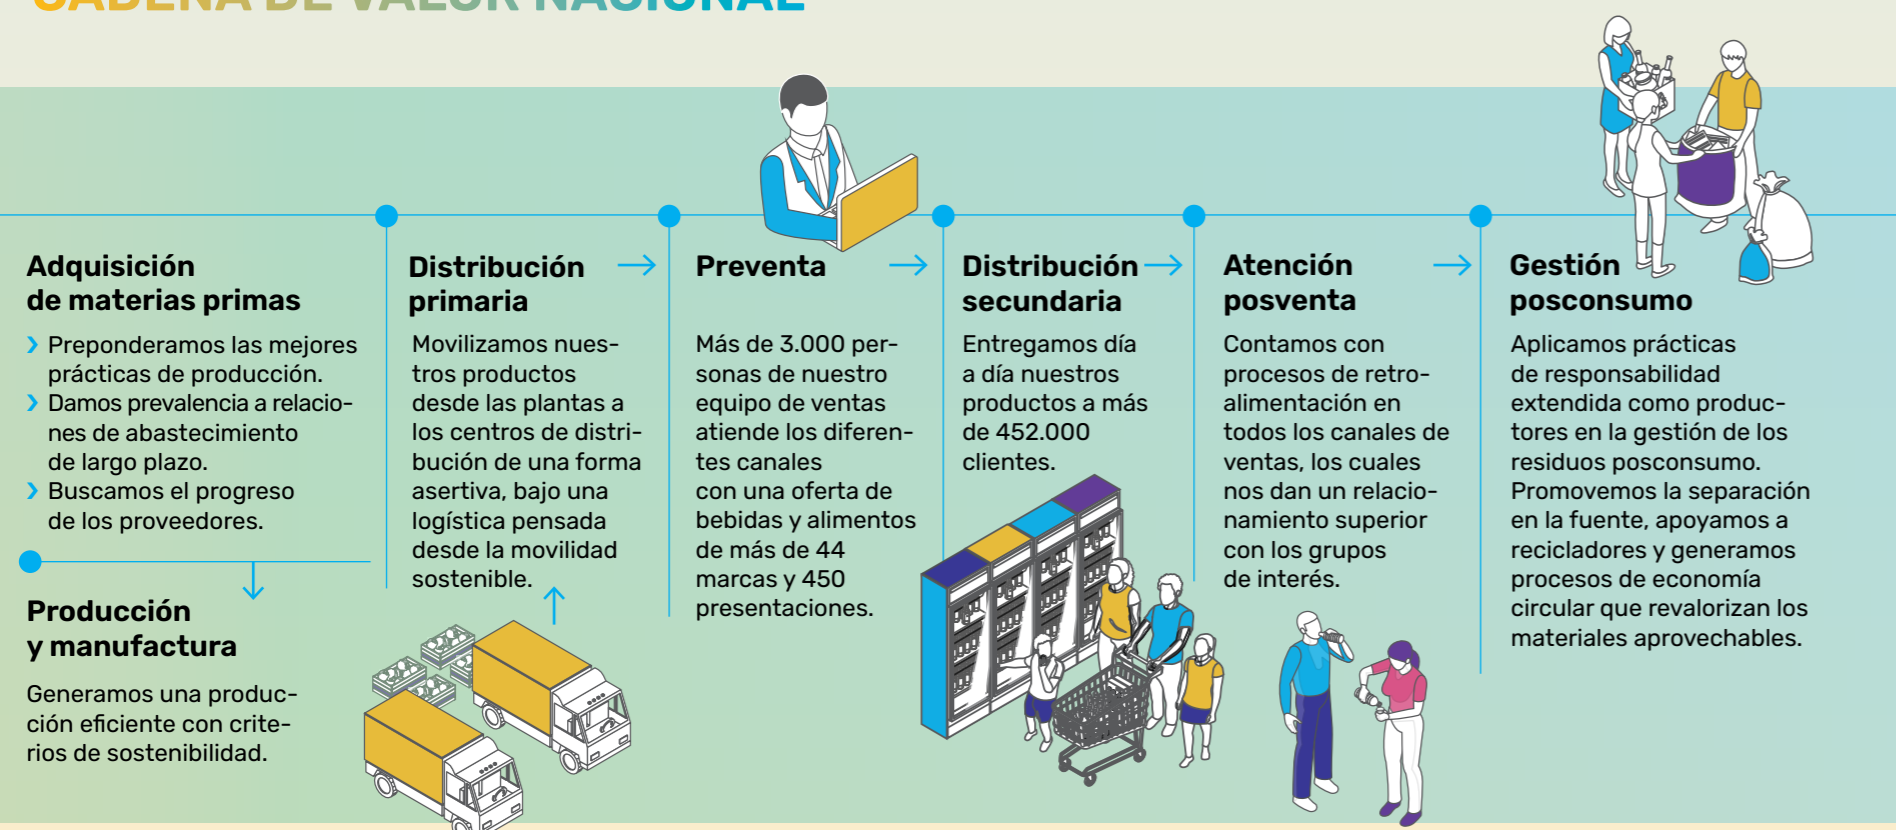 CADENA DE VALOR NACIONAL
Adquisición
de materias primas
Preponderamos las mejores
prácticas de producción.
Damos prevalencia a relacio-
nes de abastecimiento
de largo plazo.
Buscamos el progreso
de los proveedores.
Producción
y manufactura
Generamos una produc-
ción eficiente con crite-
rios de sostenibilidad.
Distribución
primaria
Movilizamos nues-
tros productos
desde las plantas a
los centros de distri-
bución de una forma
asertiva, bajo una
logística pensada
desde la movilidad
sostenible.
Preventa
Más de 3.000 per-
sonas de nuestro
equipo de ventas
atiende los diferen-
tes canales
con una oferta de
bebidas y alimentos
de más de 44
marcas y 450
presentaciones.
Distribución
secundaria
Entregamos día
a día nuestros
productos a más
de 452.000
clientes.
Atención
posventa
Contamos con
procesos de retro-
alimentación en
todos los canales de
ventas, los cuales
nos dan un relacio-
namiento superior
con los grupos
de interés.
Gestión
posconsumo
Aplicamos prácticas
de responsabilidad
extendida como produc-
tores en la gestión de los
residuos posconsumo.
Promovemos la separación
en la fuente, apoyamos a
recicladores y generamos
procesos de economía
circular que revalorizan los
materiales aprovechables.